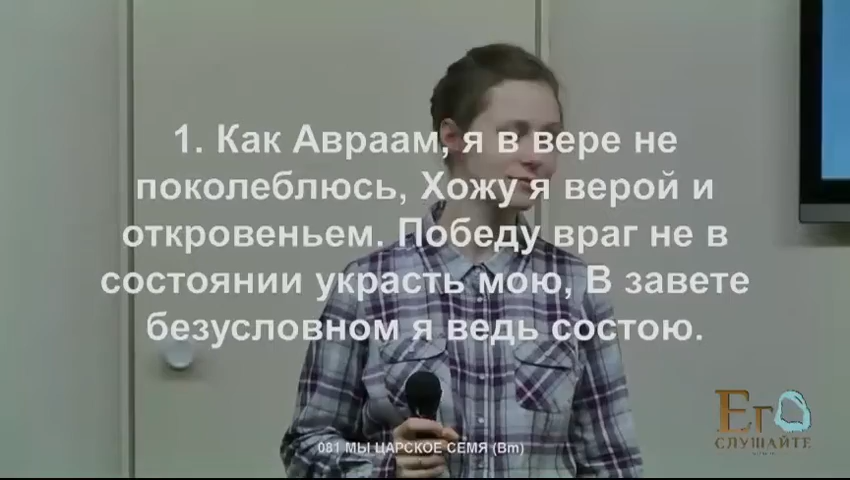 1. Как Авраам, я в вере не
поколеблюсь, Хожу я верой и
откровеньем. Победу враг не в
состоянии украсть мою, В завете
безусловном я ведь состою.
Его
СЛУШАЙТЕ
081 МЫ ЦАРСКОЕ СЕМЯ (Bm)